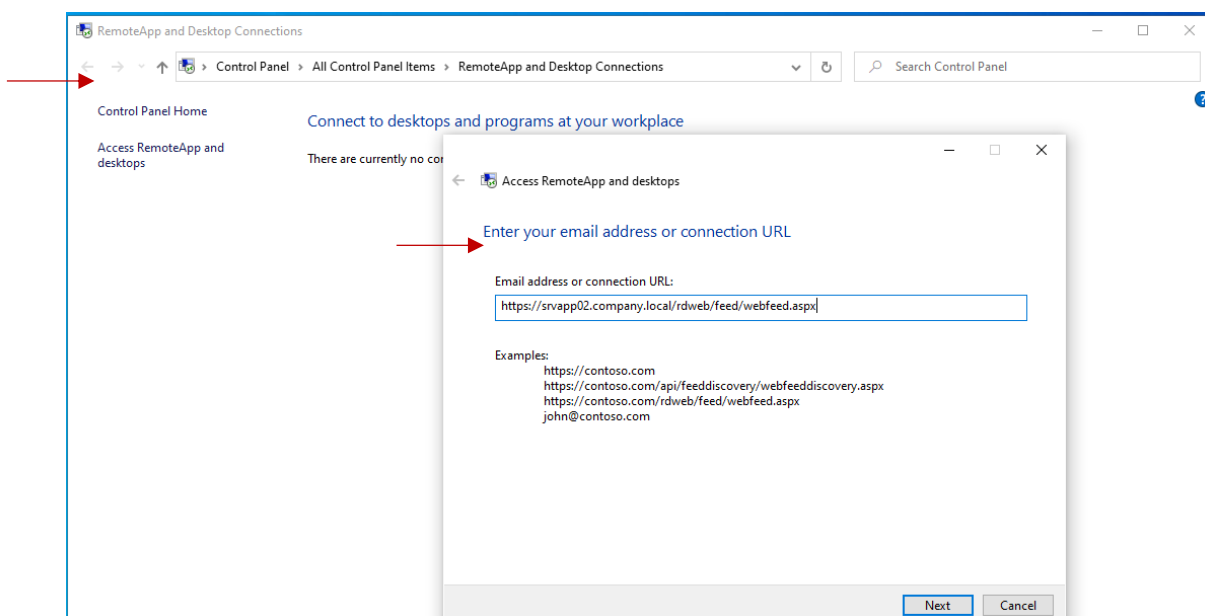 RemoteApp and Desktop Connections
Control Panel > All Control Panel Items > RemoteApp and Desktop Connections
Search Control Panel
Control Panel Home
Connect to desktops and programs at your workplace
Access RemoteApp and
desktops
There are currently no
Access RemoteApp and desktops
Enter your email address or connection URL
Email address or connection URL:
https://srvapp02.company.local/rdweb/feed/webfeed.aspx
Examples:
https://contoso.com
https://contoso.com/api/feeddiscovery/webfeeddiscovery.aspx
https://contoso.com/rdweb/feed/webfeed.aspx
john@contoso.com
Next
Cancel